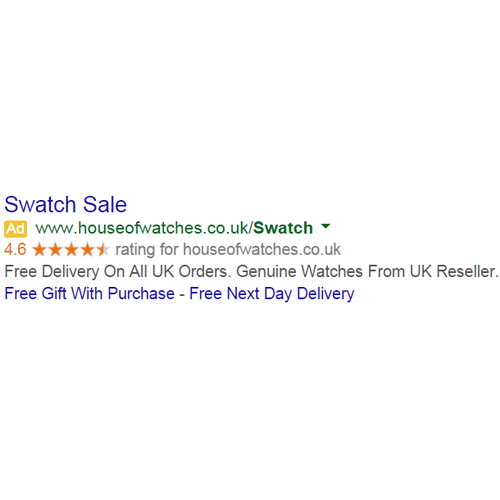 Swatch Sale
Ad www.houseofwatches.co.uk/Swatch
4.6 rating for houseofwatches.co.uk
Free Delivery On All UK Orders. Genuine Watches From UK Reseller.
Free Gift With Purchase - Free Next Day Delivery